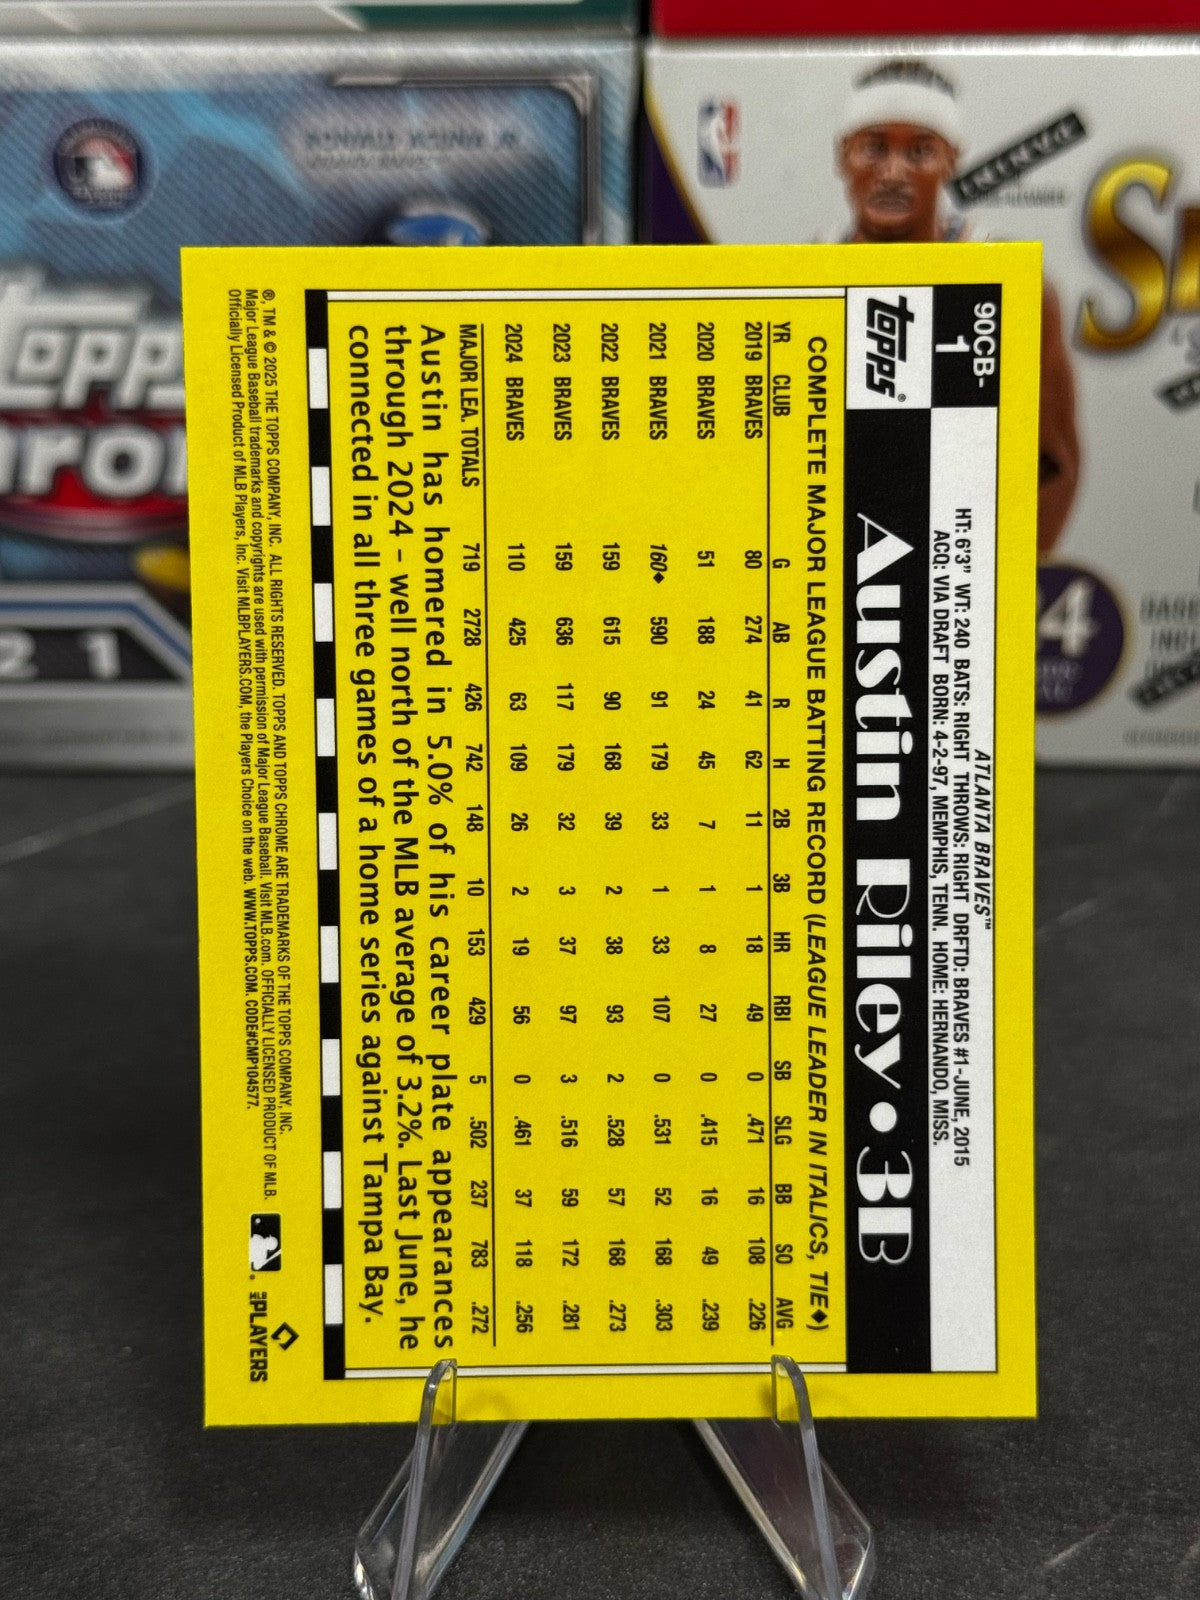 90CB-
1
topps®
ATLANTA BRAVES™
HT: 6'3" WT: 240 BATS: RIGHT THROWS: RIGHT DRFTD: BRAVES #1-JUNE, 2015
ACQ: VIA DRAFT BORN: 4-2-97, MEMPHIS, TENN. HOME: HERNANDO, MISS.
Austin Riley • 3B
COMPLETE MAJOR LEAGUE BATTING RECORD (LEAGUE LEADER IN ITALICS, TIE♦)
YR CLUB G AB R H 2B 3B HR RBI SB SLG BB SO AVG
2019 BRAVES 80 274 41 62 11 1 18 49 0 .471 16 108 .226
2020 BRAVES 51 188 24 45 7 1 8 27 0 .415 16 49 .239
2021 BRAVES 160♦ 590 91 179 33 1 33 107 0 .531 52 168 .303
2022 BRAVES 159 615 90 168 39 2 38 93 2 .528 57 168 .273
2023 BRAVES 159 636 117 179 32 3 37 97 3 .516 59 172 .281
2024 BRAVES 110 425 63 109 26 2 19 56 0 .461 37 118 .256
MAJOR LEA. TOTALS 719 2728 426 742 148 10 153 429 5 .502 237 783 .272
Austin has homered in 5.0% of his career plate appearances
through 2024 – well north of the MLB average of 3.2%. Last June, he
connected in all three games of a home series against Tampa Bay.
®, TM & © 2025 THE TOPPS COMPANY, INC. ALL RIGHTS RESERVED. TOPPS AND TOPPS CHROME ARE TRADEMARKS OF THE TOPPS COMPANY, INC.
Major League Baseball trademarks and copyrights are used with permission of Major League Baseball. Visit MLB.com. OFFICIALLY LICENSED PRODUCT OF MLB.
Officially Licensed Product of MLB Players, Inc. Visit MLBPLAYERS.COM, the Players Choice on the web. WWW.TOPPS.COM. CODE#CMP104577.
MLB PLAYERS
topps